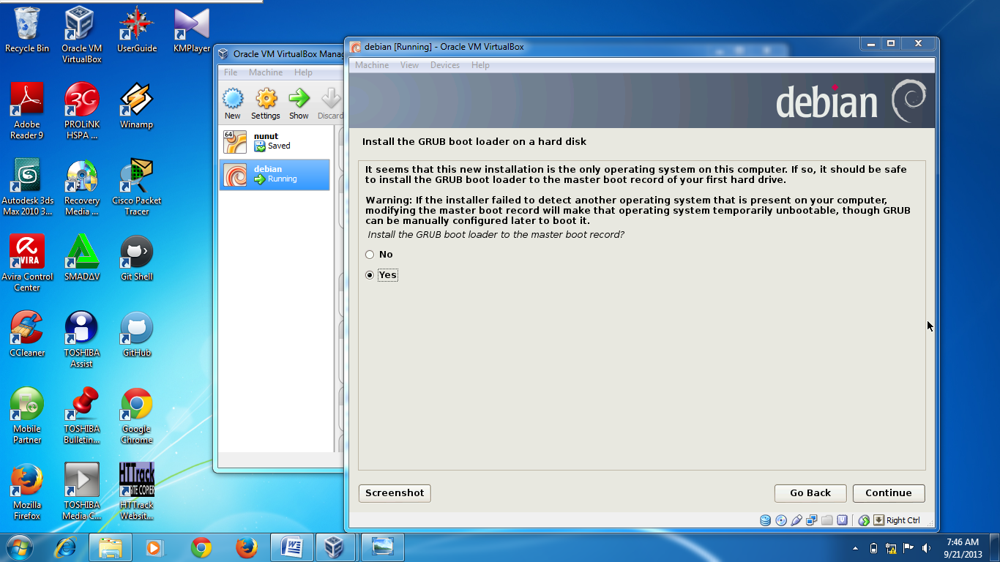 Recycle Bin
Oracle VM
VirtualBox
UserGuide
KMPlayer
Adobe
Reader 9
3G
PROLiNK
HSPA ...
Winamp
Autodesk 3ds
Max 2010 3...
Recovery
Media ...
Cisco Packet
Tracer
AVIRA
Avira Control
Center
SMADΔV
Git Shell
CCleaner
TOSHIBA
Assist
GitHub
Mobile
Partner
TOSHIBA
Bulletin...
Google
Chrome
Mozilla
Firefox
TOSHIBA
Media C...
HTTrack
SITE COPIER
HTTrack
Websit...
Oracle VM VirtualBox Manag
File Machine Help
New Settings Show Discard
64
nunut
Saved
debian
Running
debian [Running] - Oracle VM VirtualBox
Machine View Devices Help
debian
Install the GRUB boot loader on a hard disk
It seems that this new installation is the only operating system on this computer. If so, it should be safe
to install the GRUB boot loader to the master boot record of your first hard drive.
Warning: If the installer failed to detect another operating system that is present on your computer,
modifying the master boot record will make that operating system temporarily unbootable, though GRUB
can be manually configured later to boot it.
Install the GRUB boot loader to the master boot record?
No
Yes
Screenshot
Go Back
Continue
Right Ctrl
7:46 AM
9/21/2013